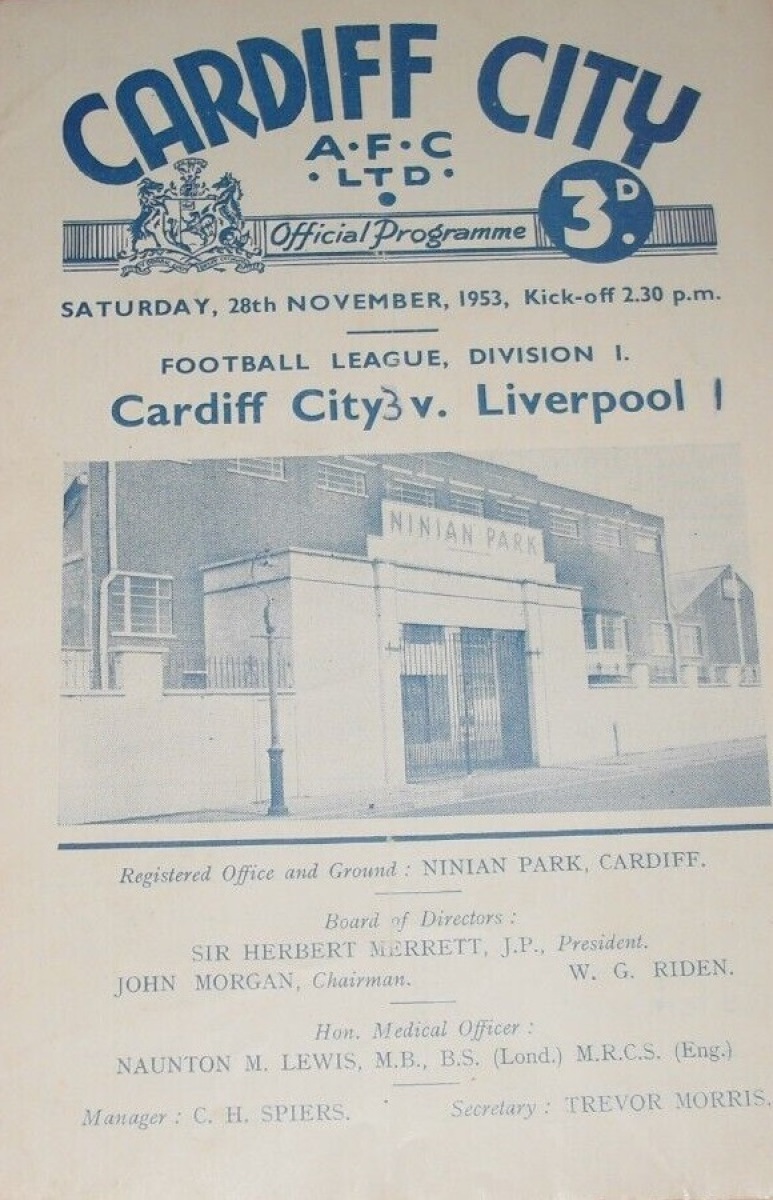 CARDIFF CITY
A·F·C
·LTD·
Official Programme
3D.
SATURDAY, 28th NOVEMBER, 1953, Kick-off 2.30 p.m.
FOOTBALL LEAGUE, DIVISION 1.
Cardiff City 3 v. Liverpool 1
NINIAN PARK
Registered Office and Ground : NINIAN PARK, CARDIFF.
Board of Directors :
SIR HERBERT MERRETT, J.P., President.
JOHN MORGAN, Chairman. W. G. RIDEN.
Hon. Medical Officer :
NAUNTON M. LEWIS, M.B., B.S. (Lond.) M.R.C.S. (Eng.)
Manager : C. H. SPIERS. Secretary : TREVOR MORRIS.